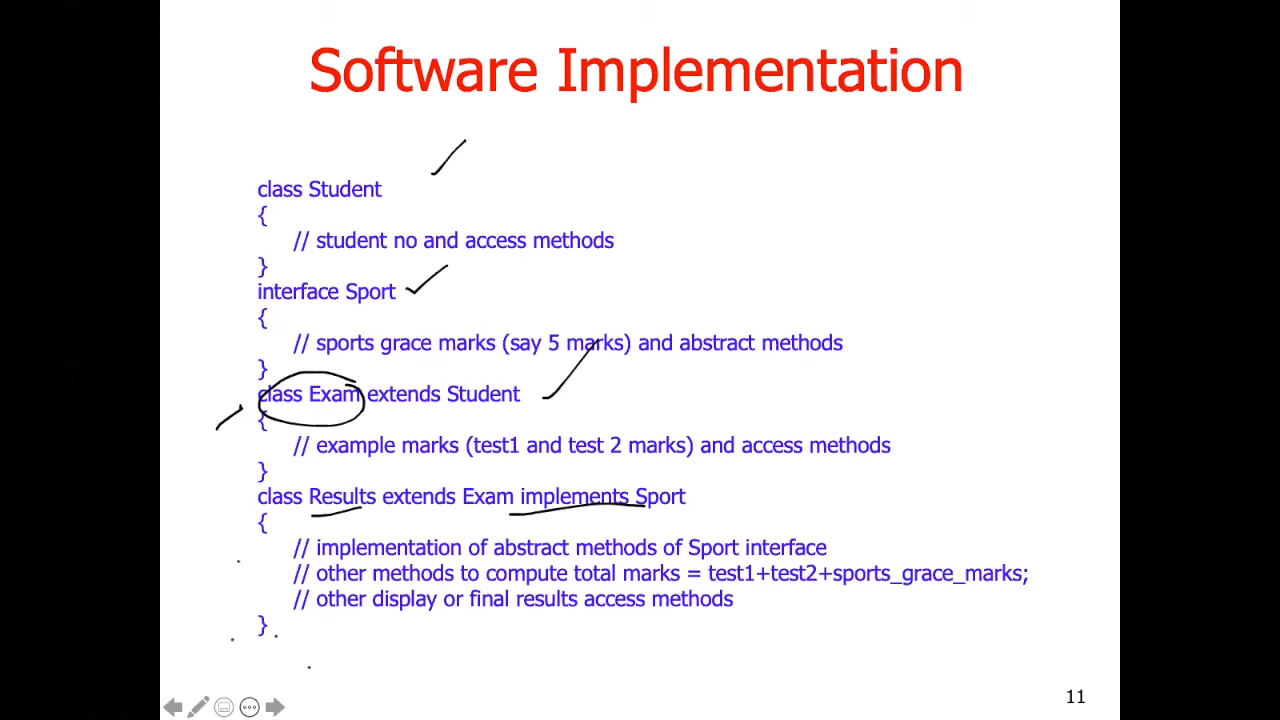 Software Implementation
class Student
{
// student no and access methods
}
interface Sport
{
// sports grace marks (say 5 marks) and abstract methods
}
class Exam extends Student
{
// example marks (test1 and test 2 marks) and access methods
}
class Results extends Exam implements Sport
{
// implementation of abstract methods of Sport interface
// other methods to compute total marks = test1+test2+sports_grace_marks;
// other display or final results access methods
}
11